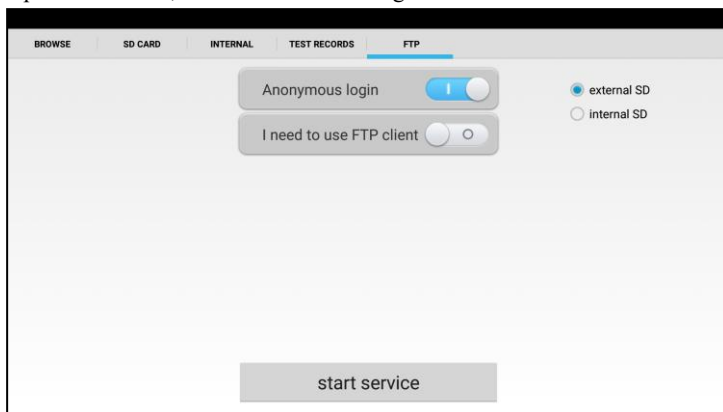 BROWSE SD CARD INTERNAL TEST RECORDS FTP
Anonymous login
external SD
internal SD
I need to use FTP client
start service